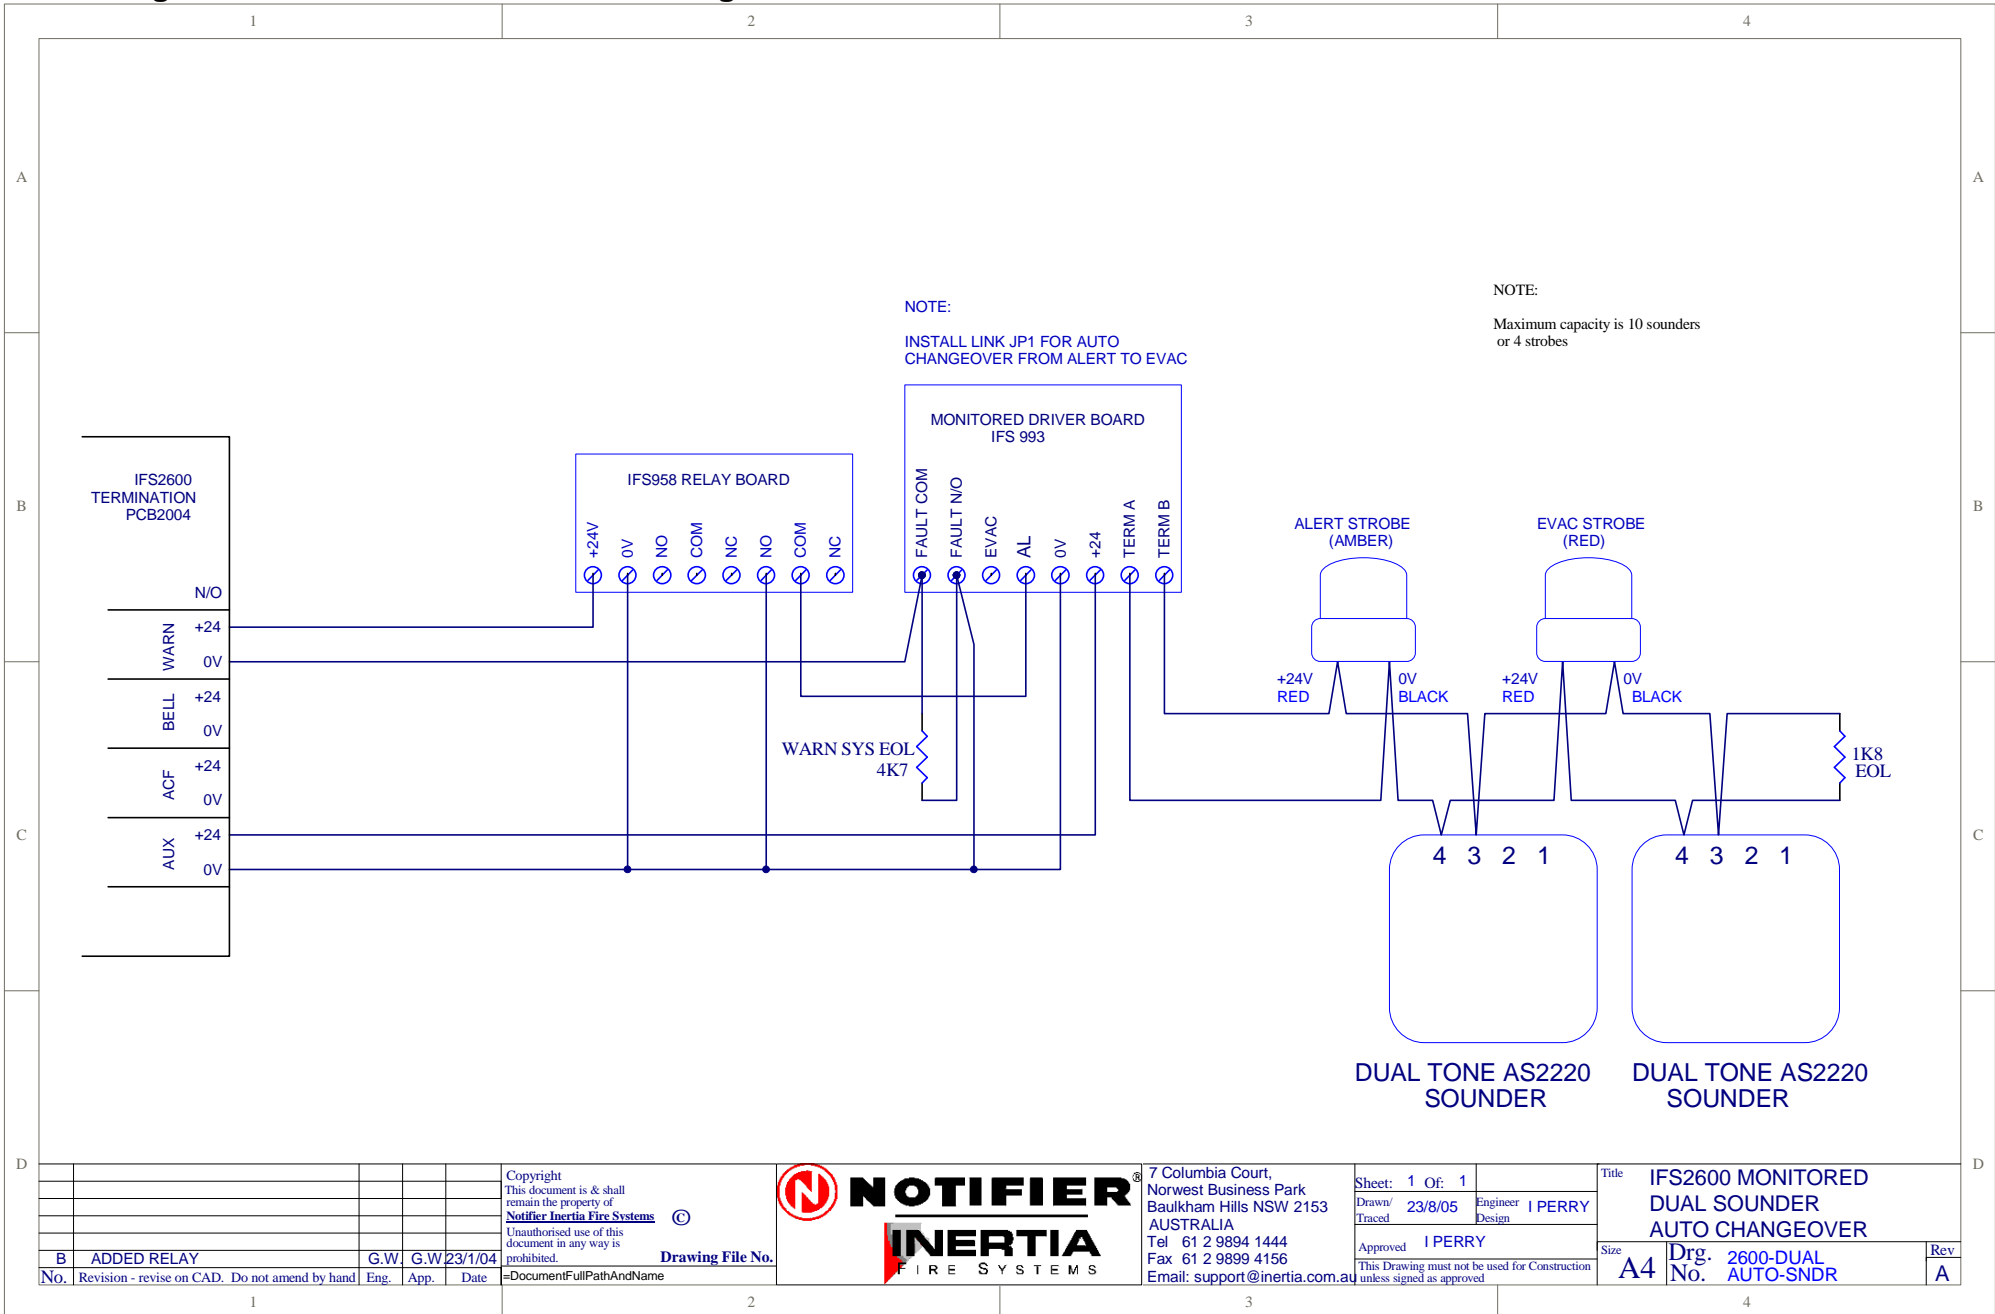 1 2 3 4
A A
B B
C C
D D
NOTE:
INSTALL LINK JP1 FOR AUTO
CHANGEOVER FROM ALERT TO EVAC
NOTE:
Maximum capacity is 10 sounders
or 4 strobes
IFS2600
TERMINATION
PCB2004
N/O
WARN
+24
0V
BELL
+24
0V
ACF
+24
0V
AUX
+24
0V
IFS958 RELAY BOARD
+24V
0V
NO
COM
NC
NO
COM
NC
MONITORED DRIVER BOARD
IFS 993
FAULT COM
FAULT N/O
EVAC
AL
0V
+24
TERM A
TERM B
WARN SYS EOL
4K7
ALERT STROBE
(AMBER)
+24V
RED
0V
BLACK
EVAC STROBE
(RED)
+24V
RED
0V
BLACK
1K8
EOL
4 3 2 1
DUAL TONE AS2220
SOUNDER
4 3 2 1
DUAL TONE AS2220
SOUNDER
B ADDED RELAY G.W. G.W. 23/1/04
No. Revision - revise on CAD. Do not amend by hand Eng. App. Date
Copyright
This document is & shall
remain the property of
Notifier Inertia Fire Systems ©
Unauthorised use of this
document in any way is
prohibited.
Drawing File No.
=DocumentFullPathAndName
N NOTIFIER®
INERTIA
FIRE SYSTEMS
7 Columbia Court,
Norwest Business Park
Baulkham Hills NSW 2153
AUSTRALIA
Tel 61 2 9894 1444
Fax 61 2 9899 4156
Email: support@inertia.com.au
Sheet: 1 Of: 1
Drawn/
Traced 23/8/05
Engineer
Design I PERRY
Approved I PERRY
This Drawing must not be used for Construction
unless signed as approved
Title IFS2600 MONITORED
DUAL SOUNDER
AUTO CHANGEOVER
Size A4
Drg.
No. 2600-DUAL
AUTO-SNDR
Rev
A
1 2 3 4